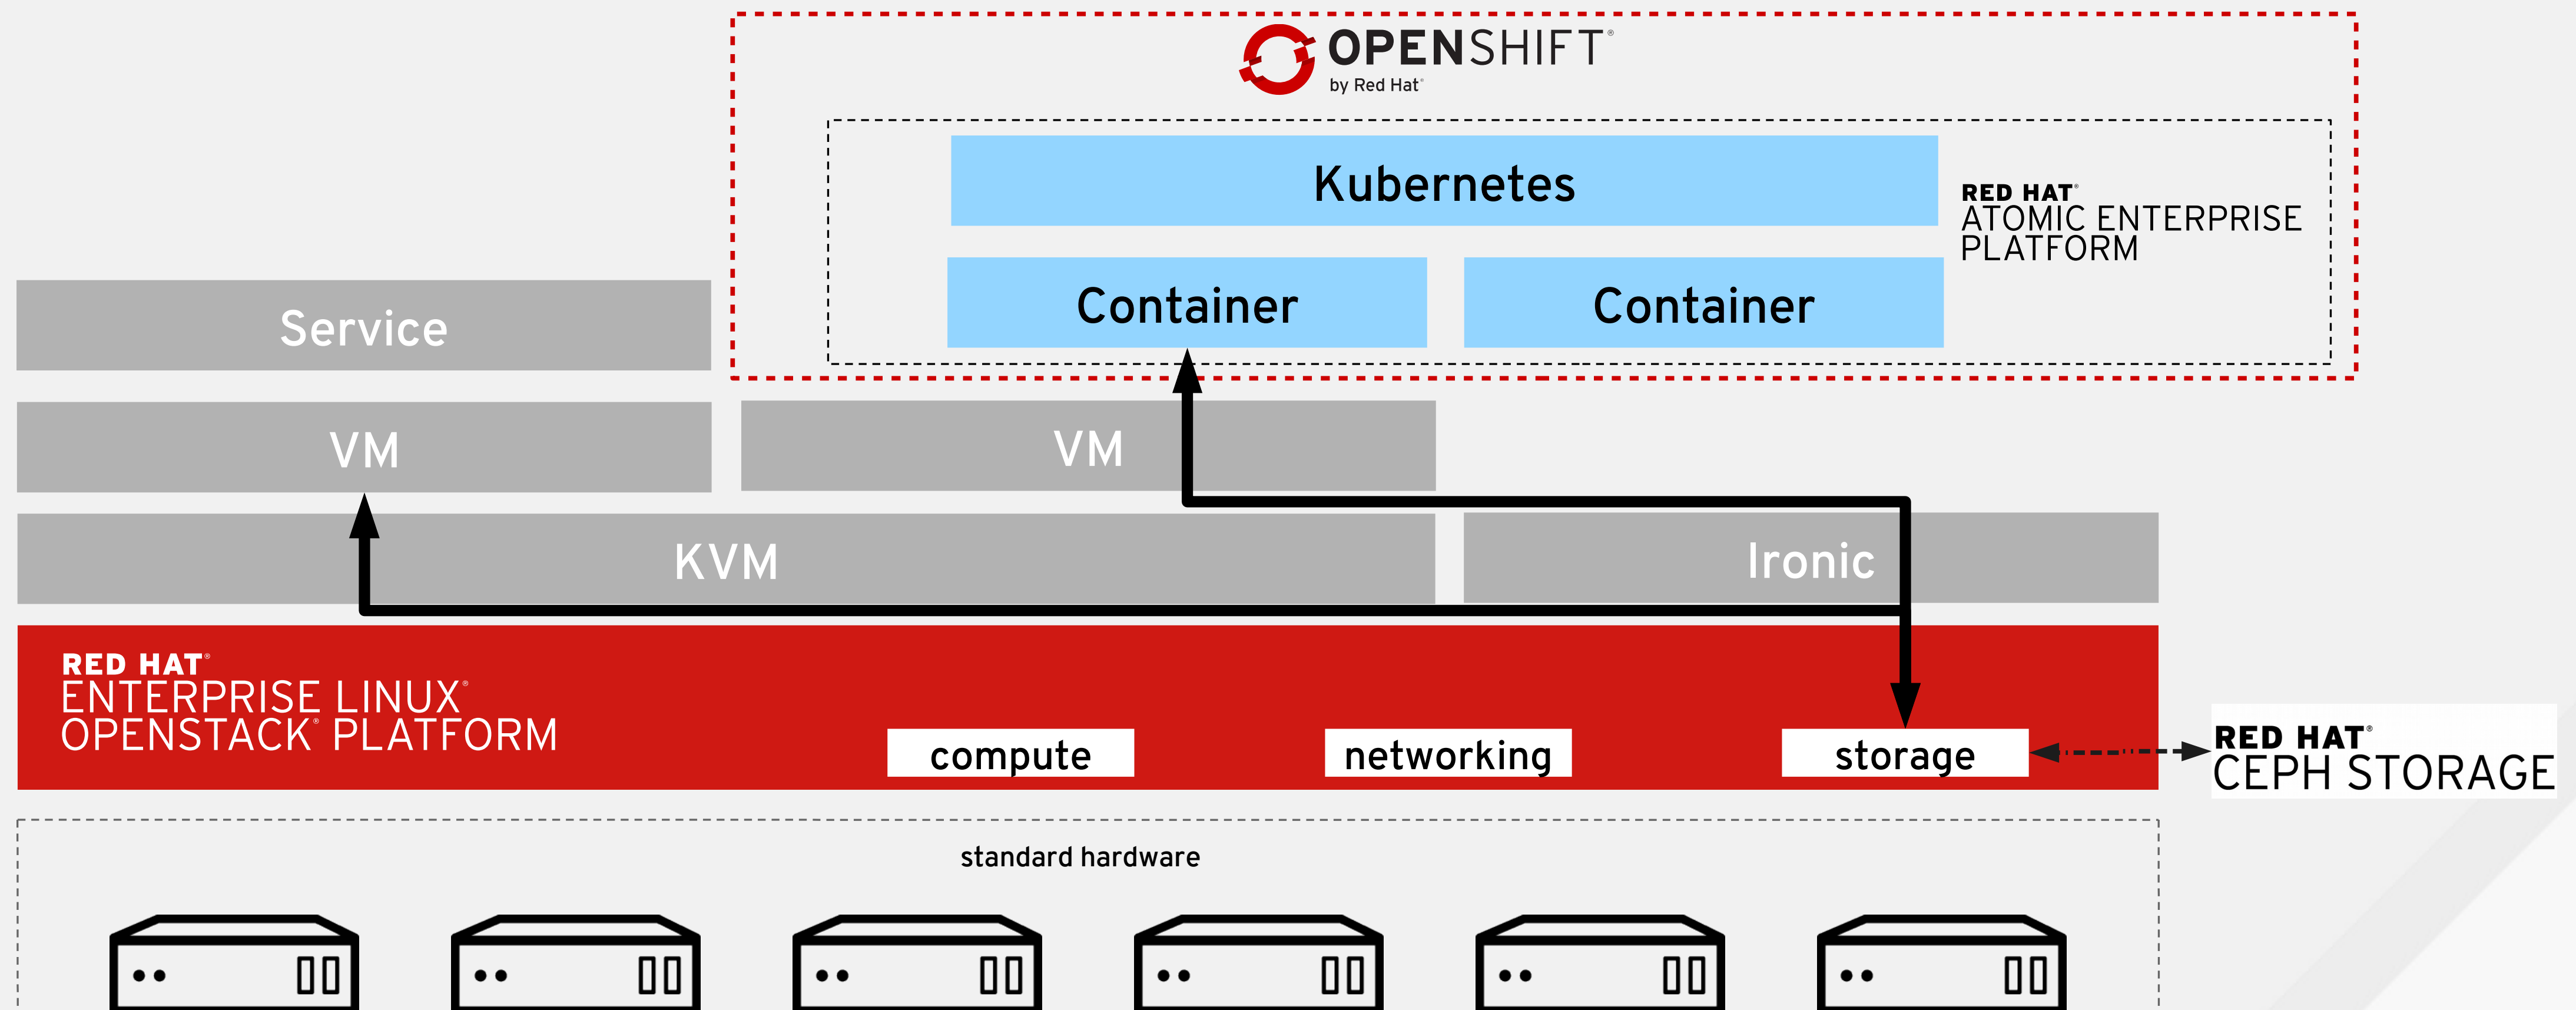 OPENSHIFT®
by Red Hat®
Kubernetes
RED HAT®
ATOMIC ENTERPRISE
PLATFORM
Container
Container
Service
VM
VM
KVM
Ironic
RED HAT®
ENTERPRISE LINUX®
OPENSTACK® PLATFORM
compute
networking
storage
RED HAT®
CEPH STORAGE
standard hardware